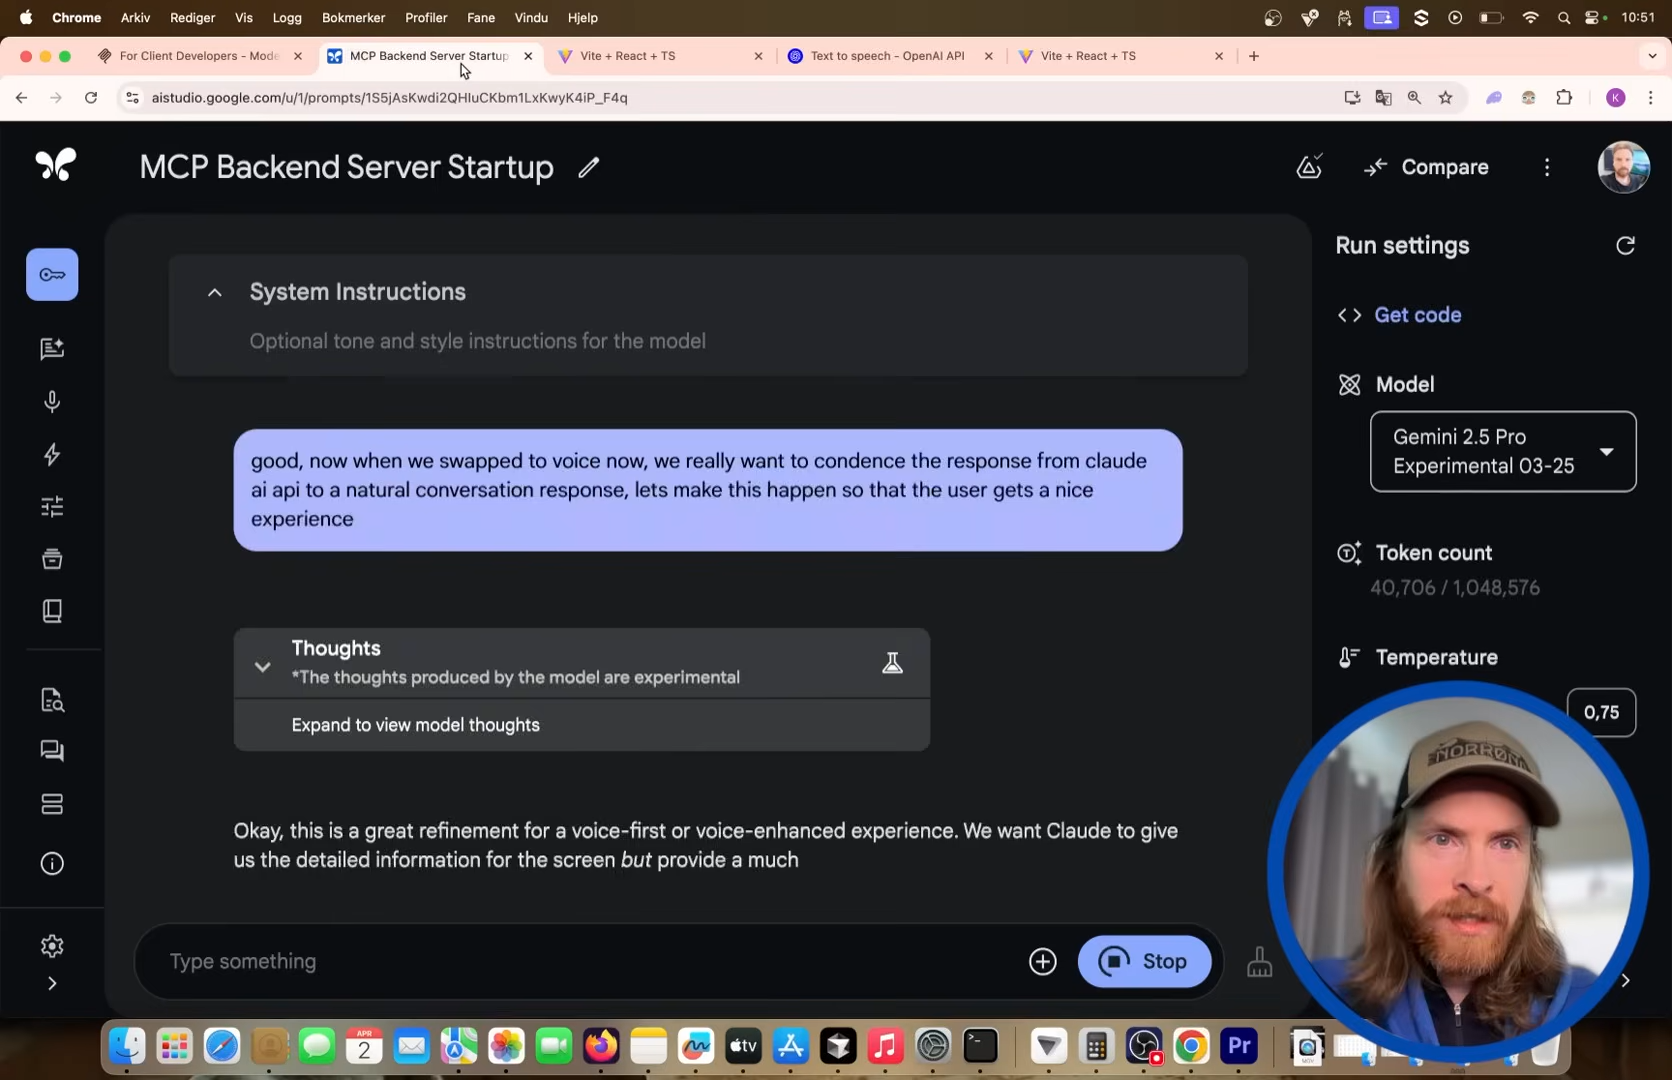 Chrome Arkiv Rediger Vis Logg Bokmerker Profiler Fane Vindu Hjelp 10:51
For Client Developers - Mode MCP Backend Server Startup Vite + React + TS Text to speech - OpenAI API Vite + React + TS
aistudio.google.com/u/1/prompts/1S5jAsKwdi2QHIuCKbm1LxKwyK4iP_F4q K
MCP Backend Server Startup Compare
Run settings
System Instructions
Optional tone and style instructions for the model
Get code
Model
Gemini 2.5 Pro
Experimental 03-25
good, now when we swapped to voice now, we really want to condence the response from claude
ai api to a natural conversation response, lets make this happen so that the user gets a nice
experience
Token count
40,706 / 1,048,576
Thoughts
*The thoughts produced by the model are experimental
Expand to view model thoughts
Temperature
0,75
Okay, this is a great refinement for a voice-first or voice-enhanced experience. We want Claude to give
us the detailed information for the screen but provide a much
Type something Stop
APR
2
tv
Pr